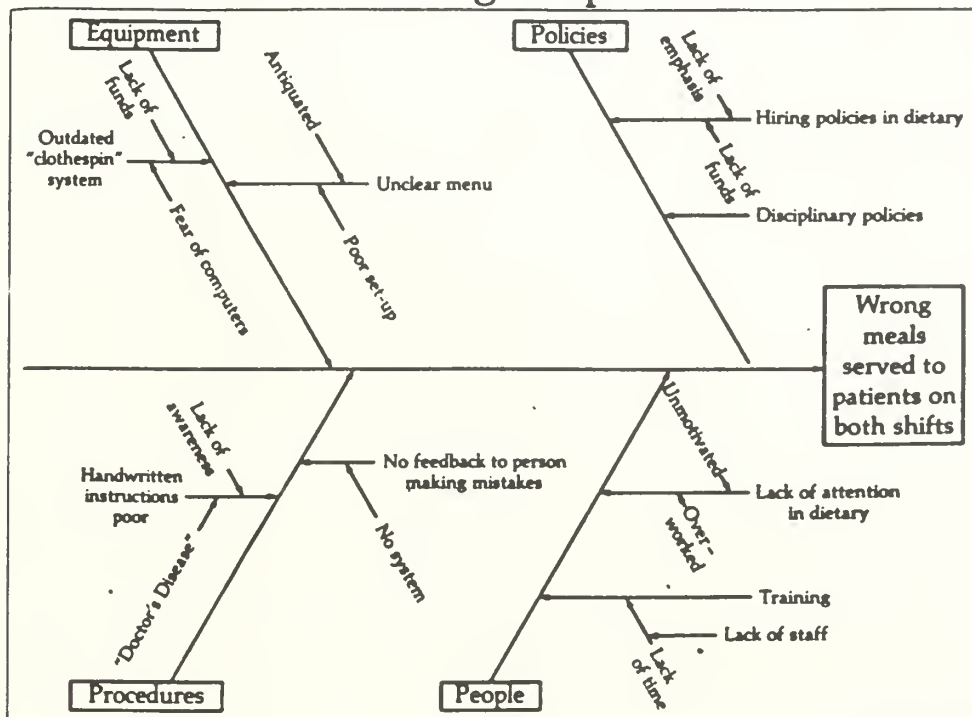 Equipment
Policies
Lack of
funds
Antiquated
Outdated
"clothespin"
system
Unclear menu
Fear of computers
Poor set-up
Lack of
emphasis
Hiring policies in dietary
Lack of
funds
Disciplinary policies
Wrong
meals
served to
patients on
both shifts
Lack of
awareness
Handwritten
instructions
poor
"Doctor's Disease"
No feedback to person
making mistakes
No system
Unmotivated
Lack of attention
in dietary
Over-
worked
Training
Lack of staff
Lack
of time
Procedures
People